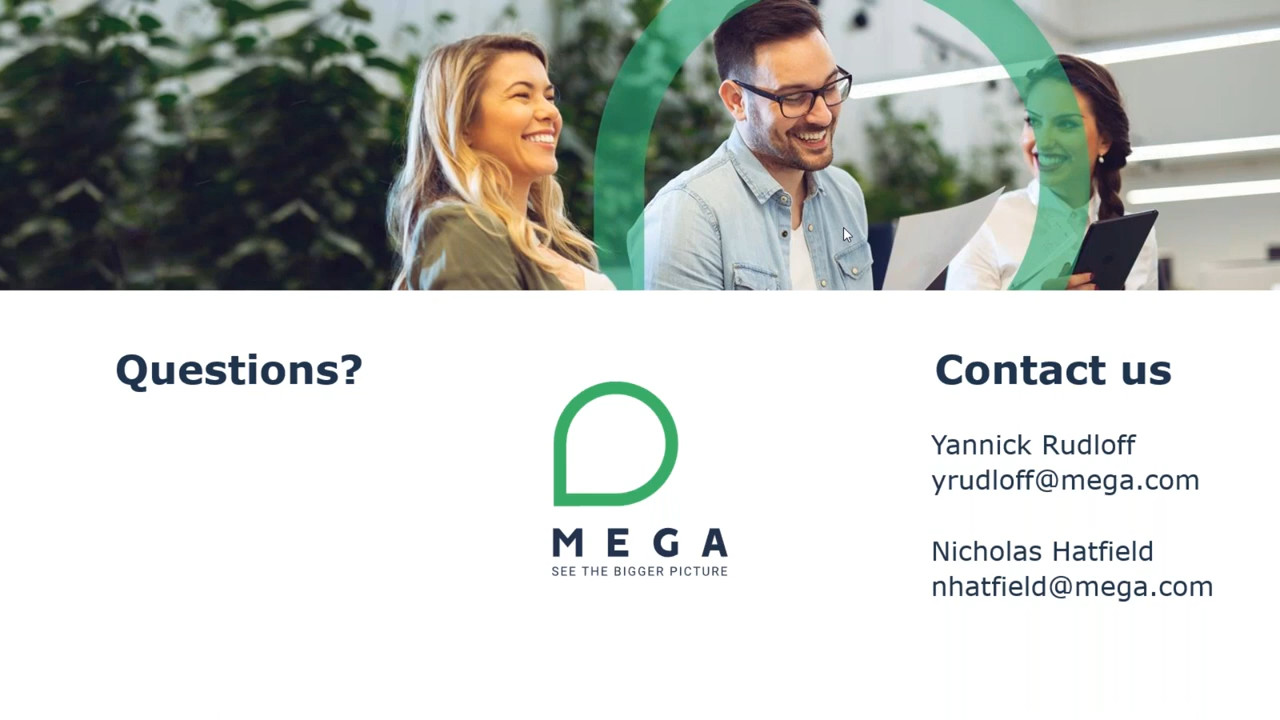 Questions?
MEGA
SEE THE BIGGER PICTURE
Contact us
Yannick Rudloff
yrudloff@mega.com
Nicholas Hatfield
nhatfield@mega.com